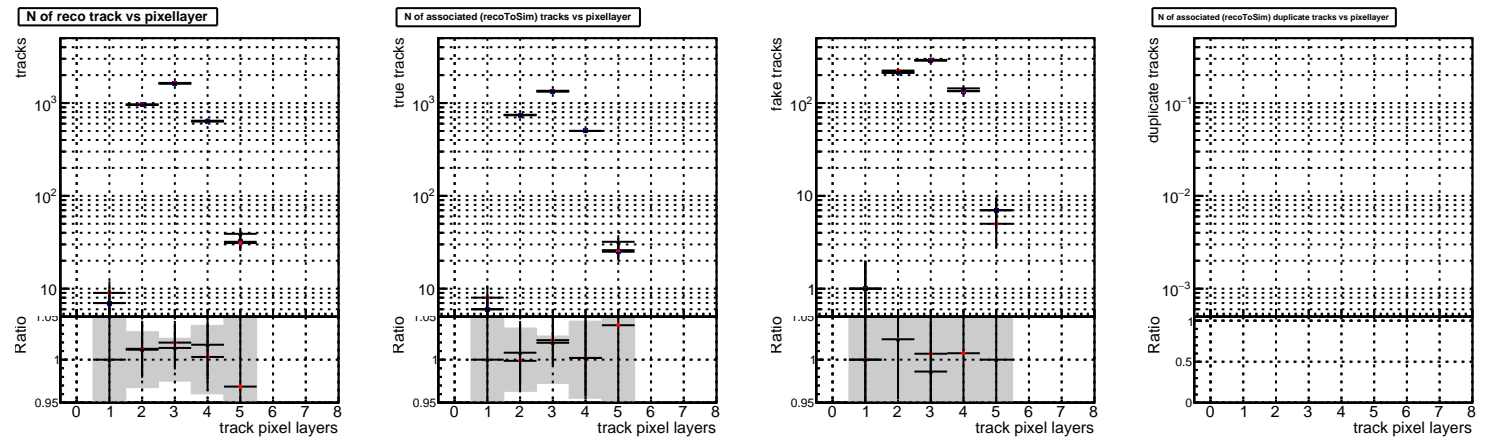 N of reco track vs pixellayer
tracks
10³
10²
10
Ratio
1.05
1
0.95
0 1 2 3 4 5 6 7 8
track pixel layers
N of associated (recoToSim) tracks vs pixellayer
true tracks
10³
10²
10
Ratio
1.05
1
0.95
0 1 2 3 4 5 6 7 8
track pixel layers
fake tracks
10²
10
1
Ratio
1.05
1
0.95
0 1 2 3 4 5 6 7 8
track pixel layers
N of associated (recoToSim) duplicate tracks vs pixellayer
duplicate tracks
10⁻¹
10⁻²
10⁻³
Ratio
1
0.5
0
0 1 2 3 4 5 6 7 8
track pixel layers